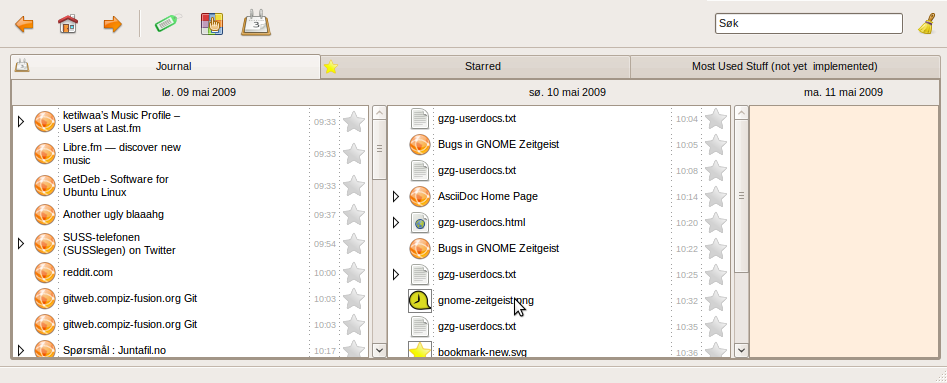 3
Søk
Journal
Starred
Most Used Stuff (not yet implemented)
lø. 09 mai 2009
sø. 10 mai 2009
ma. 11 mai 2009
ketilwaa's Music Profile –
Users at Last.fm
09:33
Libre.fm — discover new
music
09:33
GetDeb - Software for
Ubuntu Linux
09:33
Another ugly blaaahg
09:37
SUSS-telefonen
(SUSSlegen) on Twitter
09:54
reddit.com
10:00
gitweb.compiz-fusion.org Git
10:03
gitweb.compiz-fusion.org Git
10:03
Spørsmål : Juntafil.no
10:17
gzg-userdocs.txt
10:04
Bugs in GNOME Zeitgeist
10:05
gzg-userdocs.txt
10:08
AsciiDoc Home Page
10:14
gzg-userdocs.html
10:20
Bugs in GNOME Zeitgeist
10:22
gzg-userdocs.txt
10:25
gnome-zeitgeist.png
10:32
gzg-userdocs.txt
10:35
bookmark-new.svg
10:36